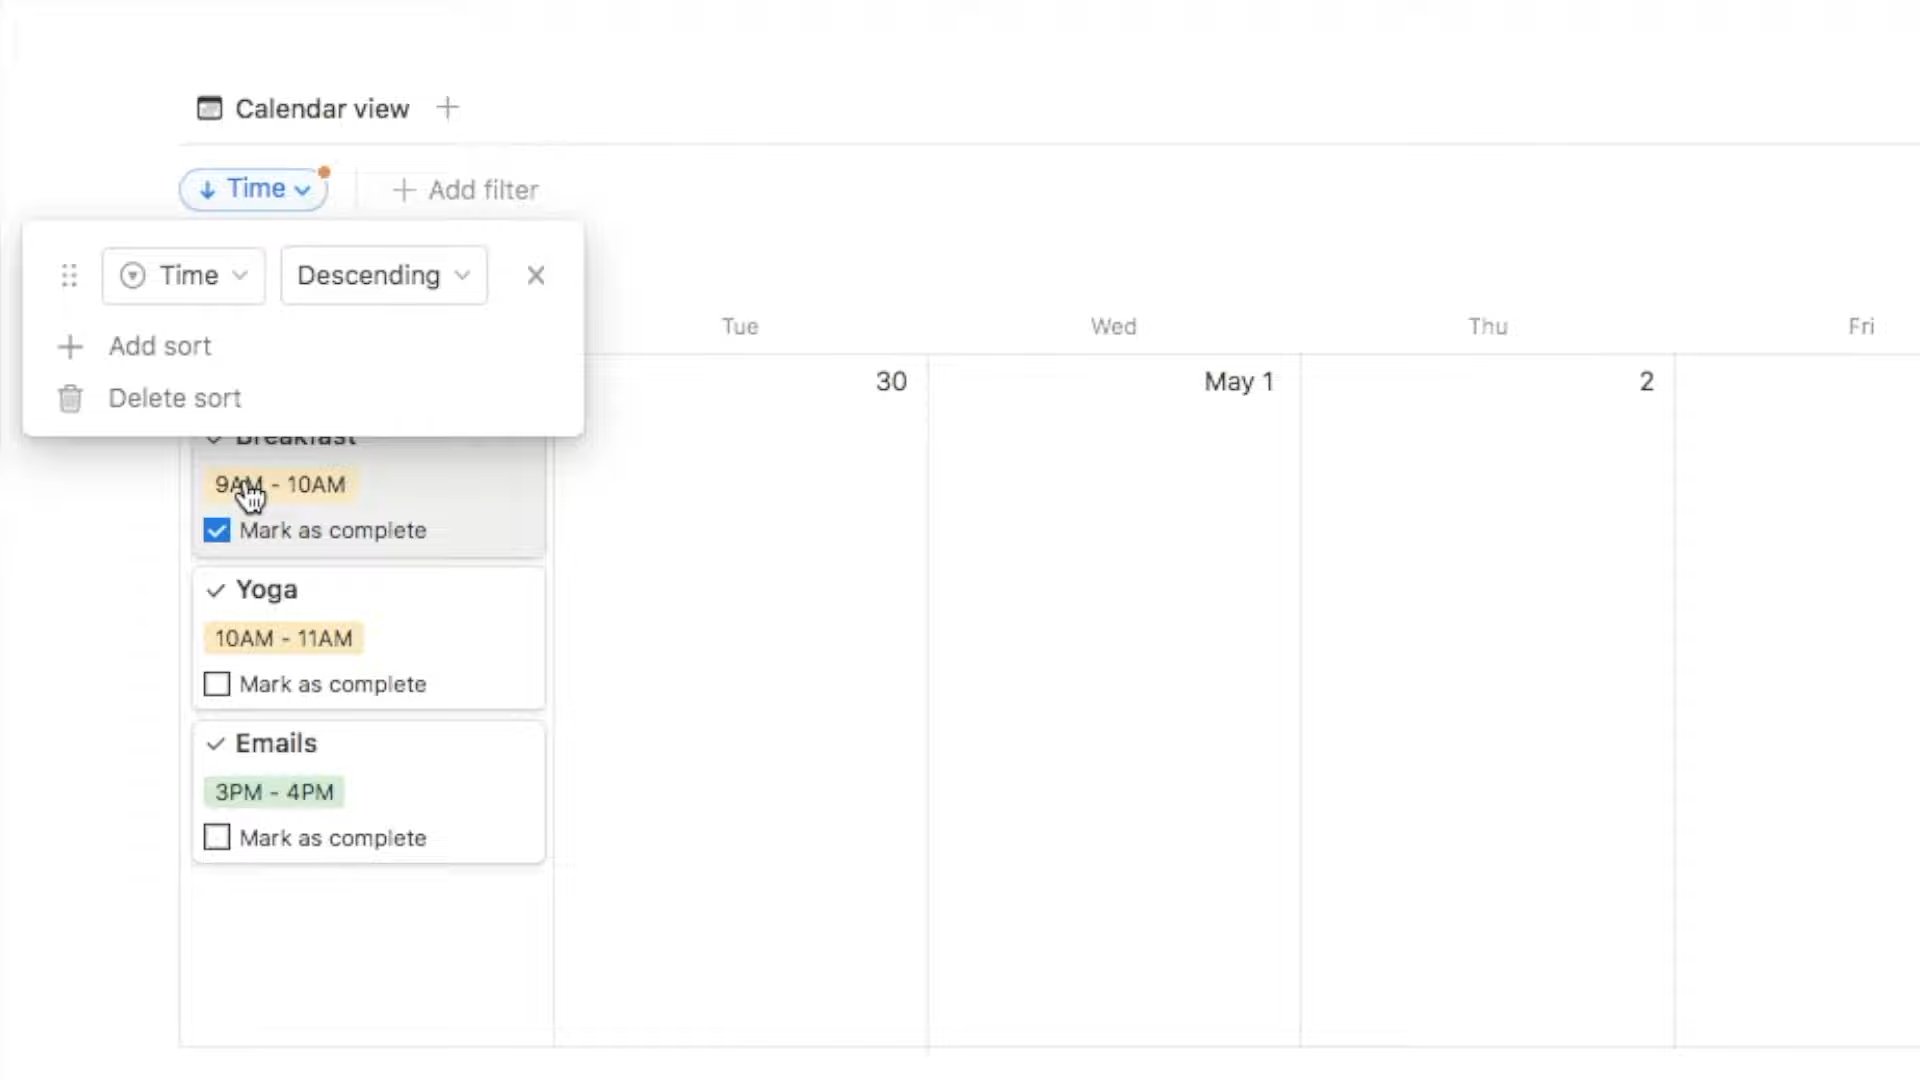 Calendar view
Time
Add filter
Time
Descending
Add sort
Delete sort
Tue
Wed
Thu
Fri
30
May 1
2
Breakfast
9AM - 10AM
Mark as complete
Yoga
10AM - 11AM
Mark as complete
Emails
3PM - 4PM
Mark as complete